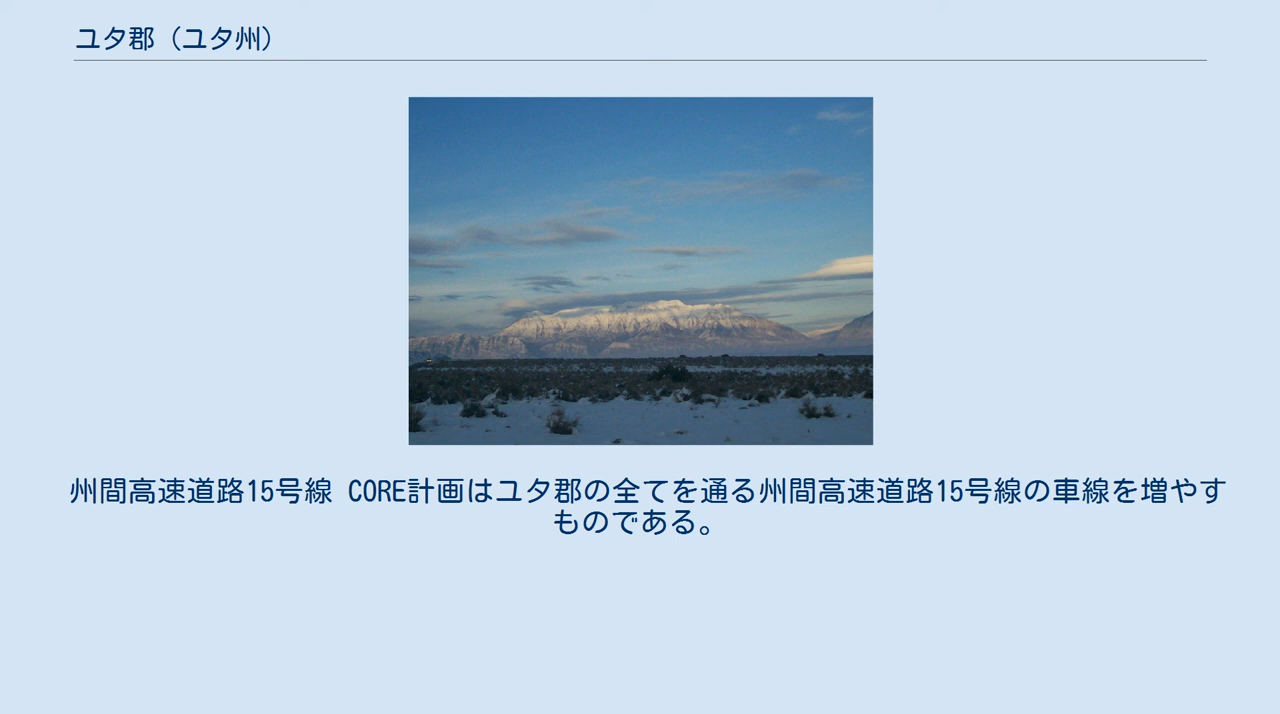 ユタ郡（ユタ州）
州間高速道路15号線 CORE計画はユタ郡の全てを通る州間高速道路15号線の車線を増やす
ものである。